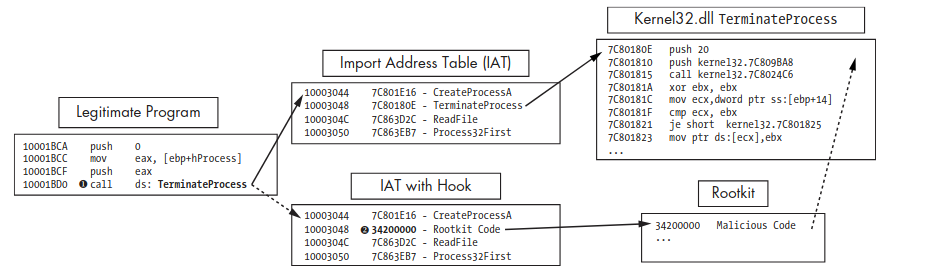 Kernel32.dll TerminateProcess
7C80180E push 20
7C801810 push kernel32.7C809BA8
7C801815 call kernel32.7C8024C6
7C80181A xor ebx, ebx
7C80181C mov ecx,dword ptr ss:[ebp+14]
7C80181F cmp ecx, ebx
7C801821 je short kernel32.7C801825
7C801823 mov ptr ds:[ecx],ebx
...
Import Address Table (IAT)
10003044 7C801E16 - CreateProcessA
10003048 7C80180E - TerminateProcess
1000304C 7C863D2C - ReadFile
10003050 7C863EB7 - Process32First
Legitimate Program
10001BCA push 0
10001BCC mov eax, [ebp+hProcess]
10001BCF push eax
10001BD0 ❶call ds: TerminateProcess
IAT with Hook
10003044 7C801E16 - CreateProcessA
10003048 ❷34200000 - Rootkit Code
1000304C 7C863D2C - ReadFile
10003050 7C863EB7 - Process32First
Rootkit
34200000 Malicious Code
...